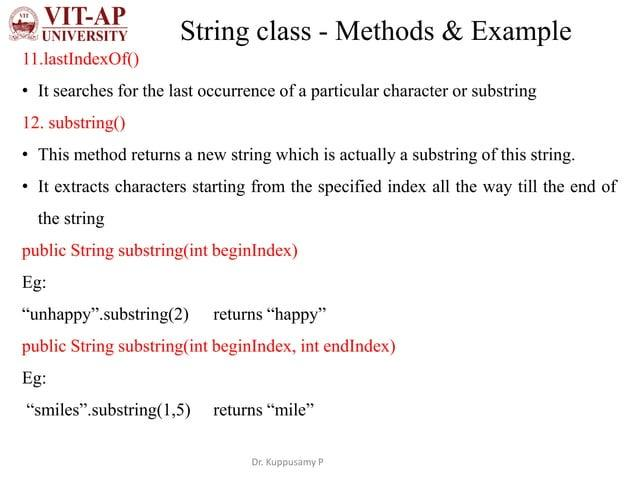 VIT-AP
UNIVERSITY
String class - Methods & Example
11.lastIndexOf()
• It searches for the last occurrence of a particular character or substring
12. substring()
• This method returns a new string which is actually a substring of this string.
• It extracts characters starting from the specified index all the way till the end of
the string
public String substring(int beginIndex)
Eg:
“unhappy”.substring(2) returns “happy”
public String substring(int beginIndex, int endIndex)
Eg:
“smiles”.substring(1,5) returns “mile”
Dr. Kuppusamy P